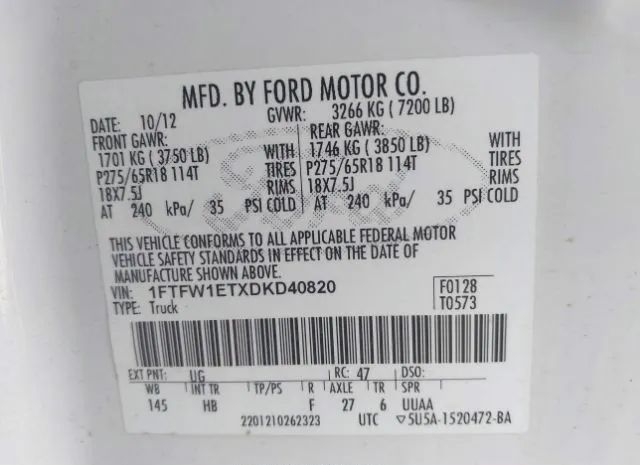 MFD. BY FORD MOTOR CO.
DATE: 10/12 GVWR: 3266 KG ( 7200 LB)
FRONT GAWR: REAR GAWR:
1701 KG ( 3750 LB) WITH 1746 KG ( 3850 LB) WITH
P275/65R18 114T TIRES P275/65R18 114T TIRES
18X7.5J RIMS 18X7.5J RIMS
AT 240 kPa/ 35 PSI COLD AT 240 kPa/ 35 PSI COLD
THIS VEHICLE CONFORMS TO ALL APPLICABLE FEDERAL MOTOR
VEHICLE SAFETY STANDARDS IN EFFECT ON THE DATE OF
MANUFACTURE SHOWN ABOVE.
VIN: 1FTFW1ETXDKD40820 F0128
TYPE: Truck T0573
EXT PNT: UG RC: 47 DSO:
WB INT TR TP/PS R AXLE TR SPR
145 HB F 27 6 UUAA
2201210262323 UTC ▽5U5A-1520472-BA